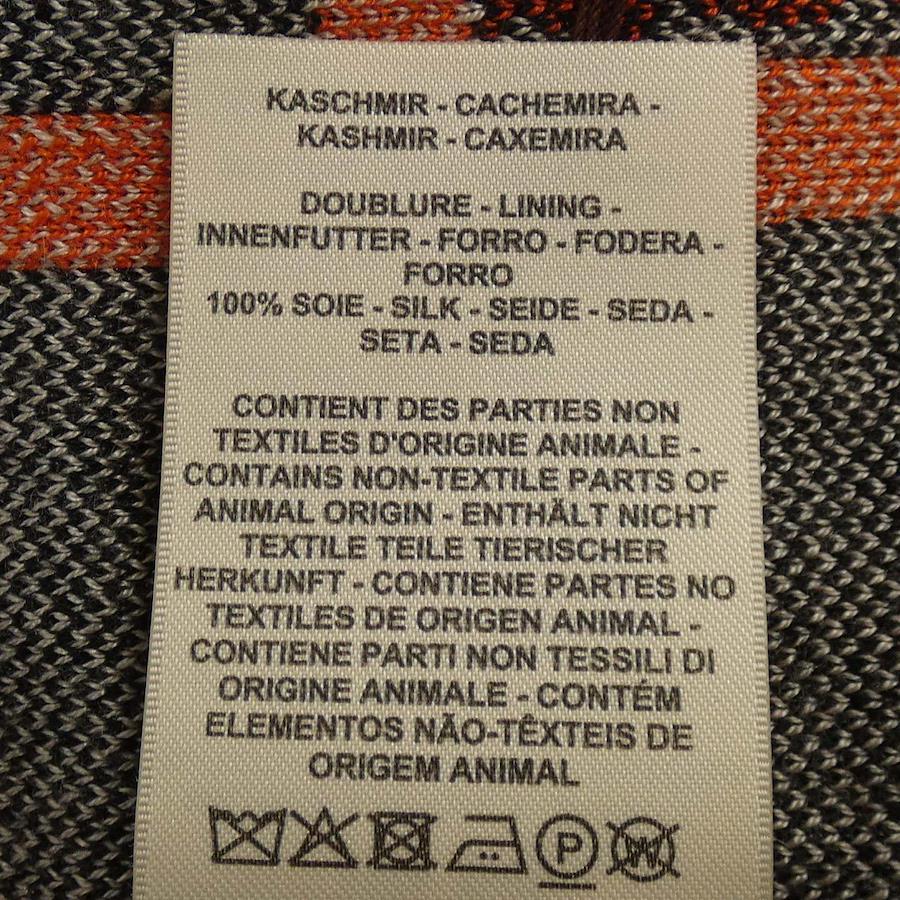 KASCHMIR - CACHEMIRA -
KASHMIR - CAXEMIRA
DOUBLURE - LINING -
INNENFUTTER - FORRO - FODERA -
FORRO
100% SOIE - SILK - SEIDE - SEDA -
SETA - SEDA
CONTIENT DES PARTIES NON
TEXTILES D'ORIGINE ANIMALE -
CONTAINS NON-TEXTILE PARTS OF
ANIMAL ORIGIN - ENTHÄLT NICHT
TEXTILE TEILE TIERISCHER
HERKUNFT - CONTIENE PARTES NO
TEXTILES DE ORIGEN ANIMAL -
CONTIENE PARTI NON TESSILI DI
ORIGINE ANIMALE - CONTÉM
ELEMENTOS NÃO-TÊXTEIS DE
ORIGEM ANIMAL
P W